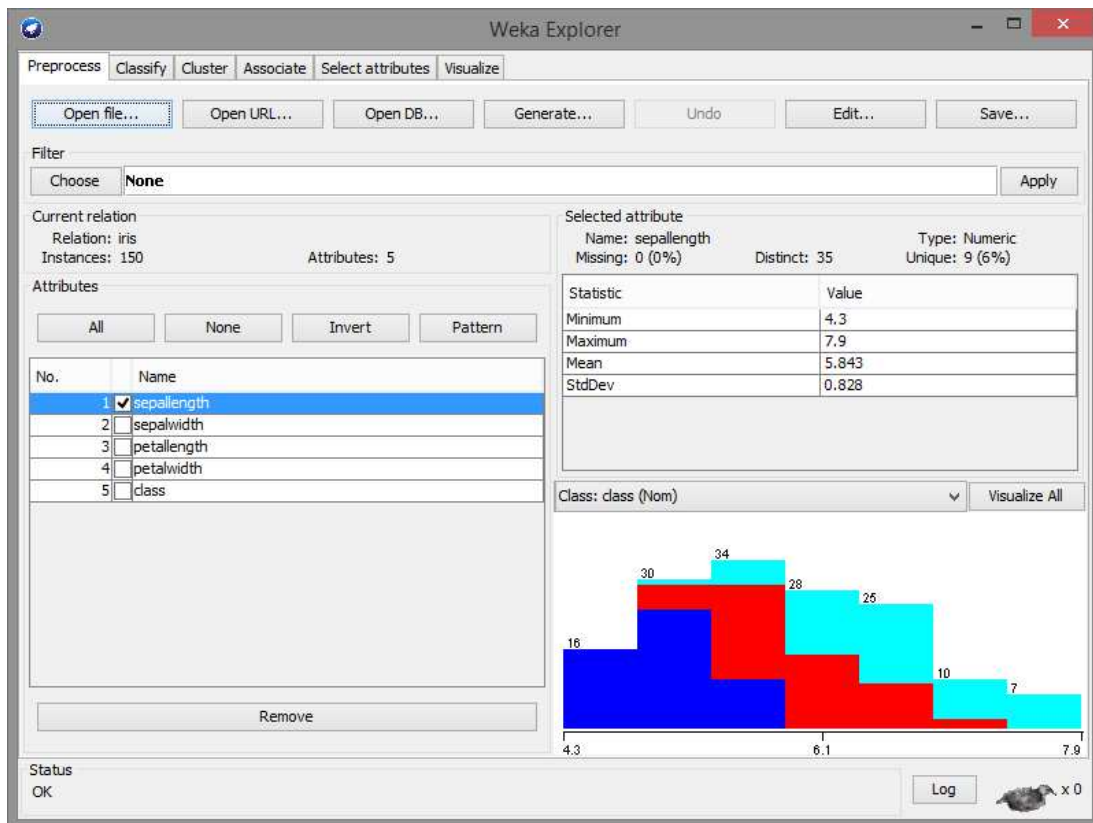 Weka Explorer
Preprocess Classify Cluster Associate Select attributes Visualize
Open file... Open URL... Open DB... Generate... Undo Edit... Save...
Filter
Choose None Apply
Current relation
Relation: iris
Instances: 150 Attributes: 5
Attributes
All None Invert Pattern
No. Name
1 sepallength
2 sepalwidth
3 petallength
4 petalwidth
5 class
Remove
Selected attribute
Name: sepallength Type: Numeric
Missing: 0 (0%) Distinct: 35 Unique: 9 (6%)
Statistic Value
Minimum 4.3
Maximum 7.9
Mean 5.843
StdDev 0.828
Class: class (Nom) Visualize All
16 30 34 28 25 10 7
4.3 6.1 7.9
Status
OK Log x 0